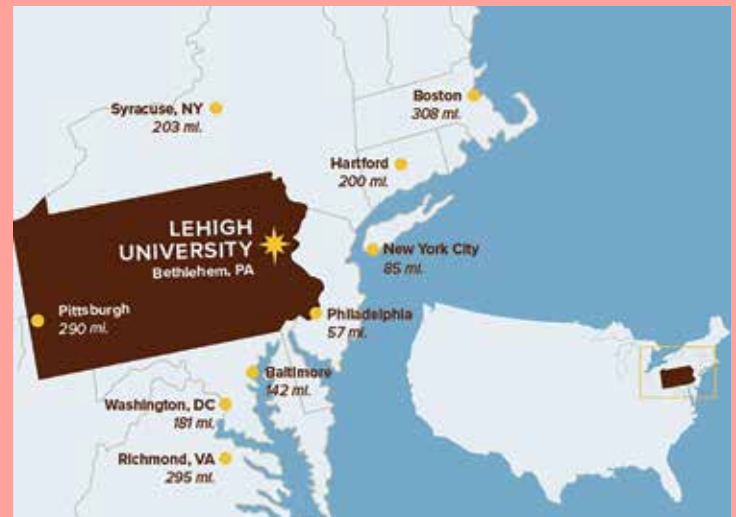 Syracuse, NY
203 mi.
Boston
308 mi.
Hartford
200 mi.
LEHIGH
UNIVERSITY
Bethlehem, PA
New York City
85 mi.
Pittsburgh
290 mi.
Philadelphia
57 mi.
Baltimore
142 mi.
Washington, DC
181 mi.
Richmond, VA
295 mi.